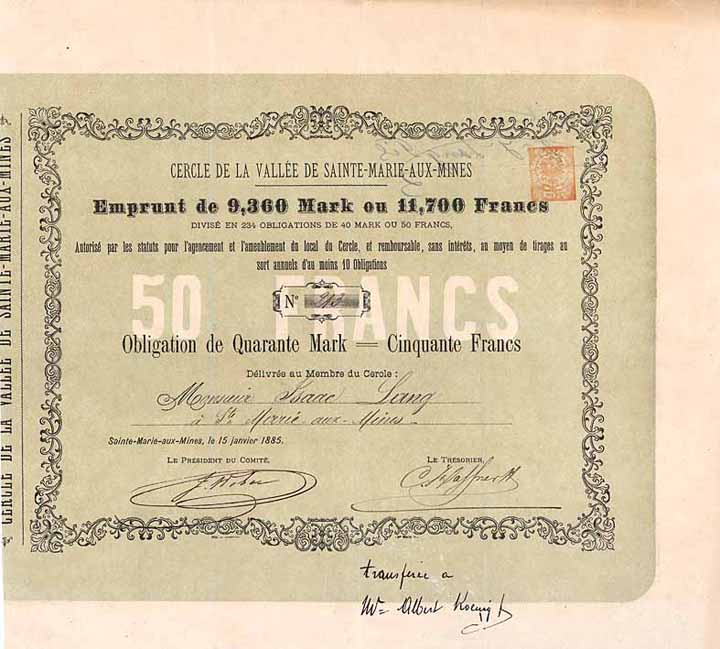 CERCLE DE LA VALLÉE DE SAINTE-MARIE-AUX-MINES
CERCLE DE LA VALLÉE DE SAINTE-MARIE-AUX-MINES
Emprunt de 9,360 Mark ou 11,700 Francs
DIVISÉ EN 234 OBLIGATIONS DE 40 MARK OU 50 FRANCS,
Autorisé par les statuts pour l'agencement et l'ameublement du local du Cercle, et remboursable, sans intérêts, au moyen de tirages au
sort annuels d'au moins 10 Obligations
50 FRANCS
N°
Obligation de Quarante Mark = Cinquante Francs
Délivrée au Membre du Cercle :
Monsieur Isaac Lang
à Ste Marie-aux-Mines
Sainte-Marie-aux-Mines, le 15 janvier 1885.
LE PRÉSIDENT DU COMITÉ,
LE TRÉSORIER,
transférée a
Albert Koenig